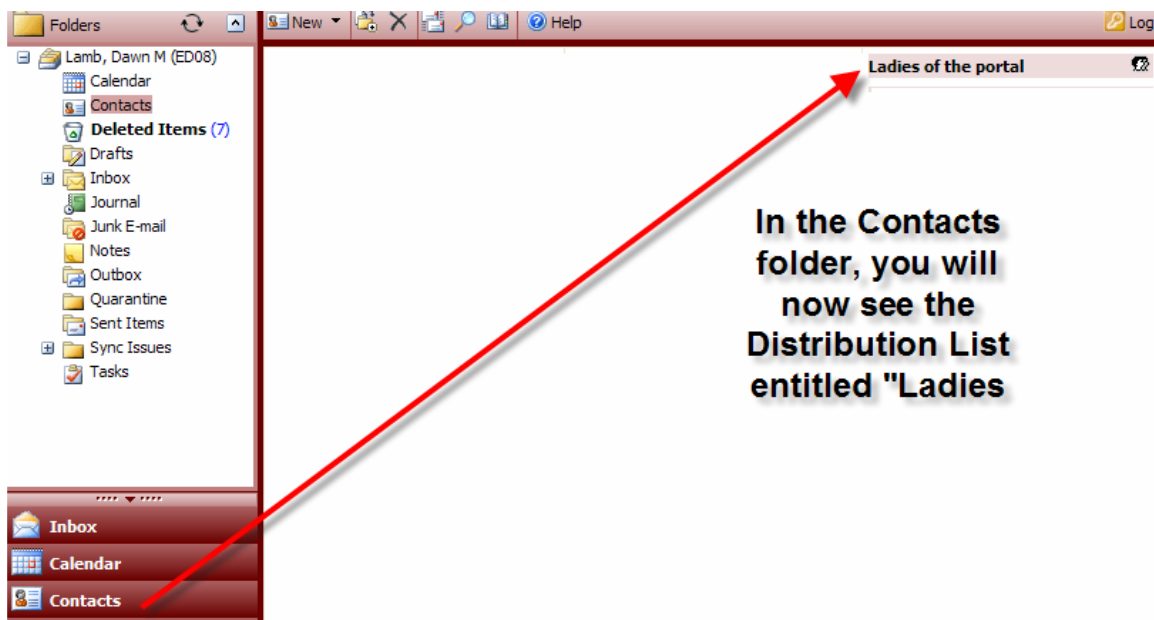 Folders
New
Help
Log
Lamb, Dawn M (ED08)
Calendar
Contacts
Deleted Items (7)
Drafts
Inbox
Journal
Junk E-mail
Notes
Outbox
Quarantine
Sent Items
Sync Issues
Tasks
Ladies of the portal
In the Contacts
folder, you will
now see the
Distribution List
entitled "Ladies
Inbox
Calendar
Contacts